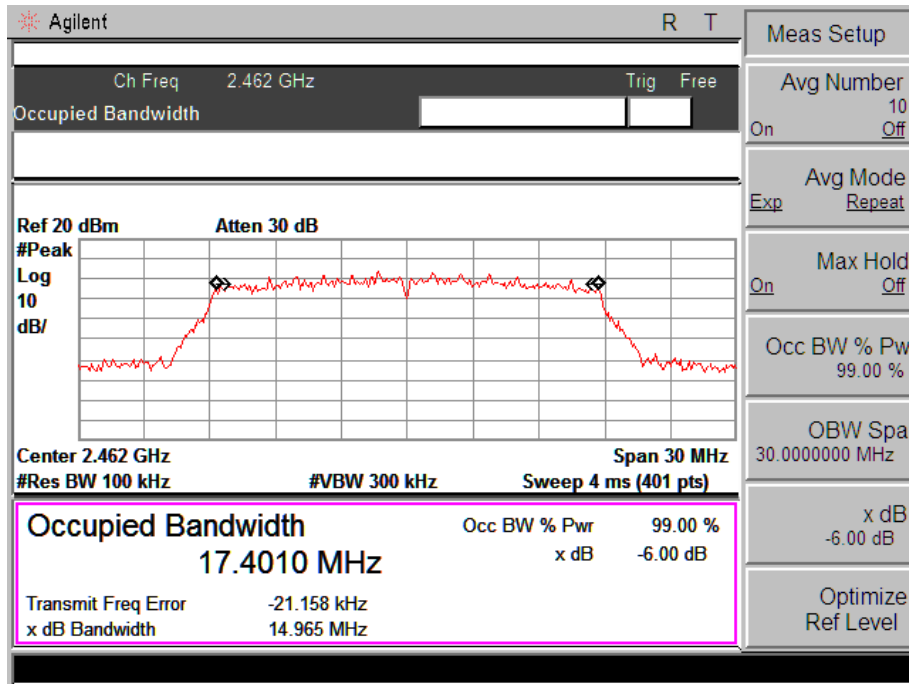 Agilent R T
Ch Freq 2.462 GHz Trig Free
Occupied Bandwidth
Ref 20 dBm Atten 30 dB
#Peak
Log
10
dB/
Center 2.462 GHz Span 30 MHz
#Res BW 100 kHz #VBW 300 kHz Sweep 4 ms (401 pts)
Occupied Bandwidth
17.4010 MHz
Occ BW % Pwr 99.00 %
x dB -6.00 dB
Transmit Freq Error -21.158 kHz
x dB Bandwidth 14.965 MHz
Meas Setup
Avg Number
10
On Off
Avg Mode
Exp Repeat
Max Hold
On Off
Occ BW % Pw
99.00 %
OBW Spa
30.0000000 MHz
x dB
-6.00 dB
Optimize
Ref Level